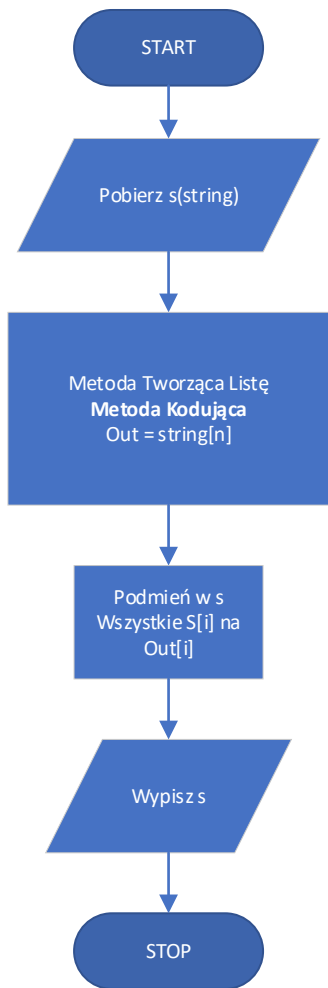 START
Pobierz s(string)
Metoda Tworząca Listę
Metoda Kodująca
Out = string[n]
Podmień w s
Wszystkie S[i] na
Out[i]
Wypisz s
STOP